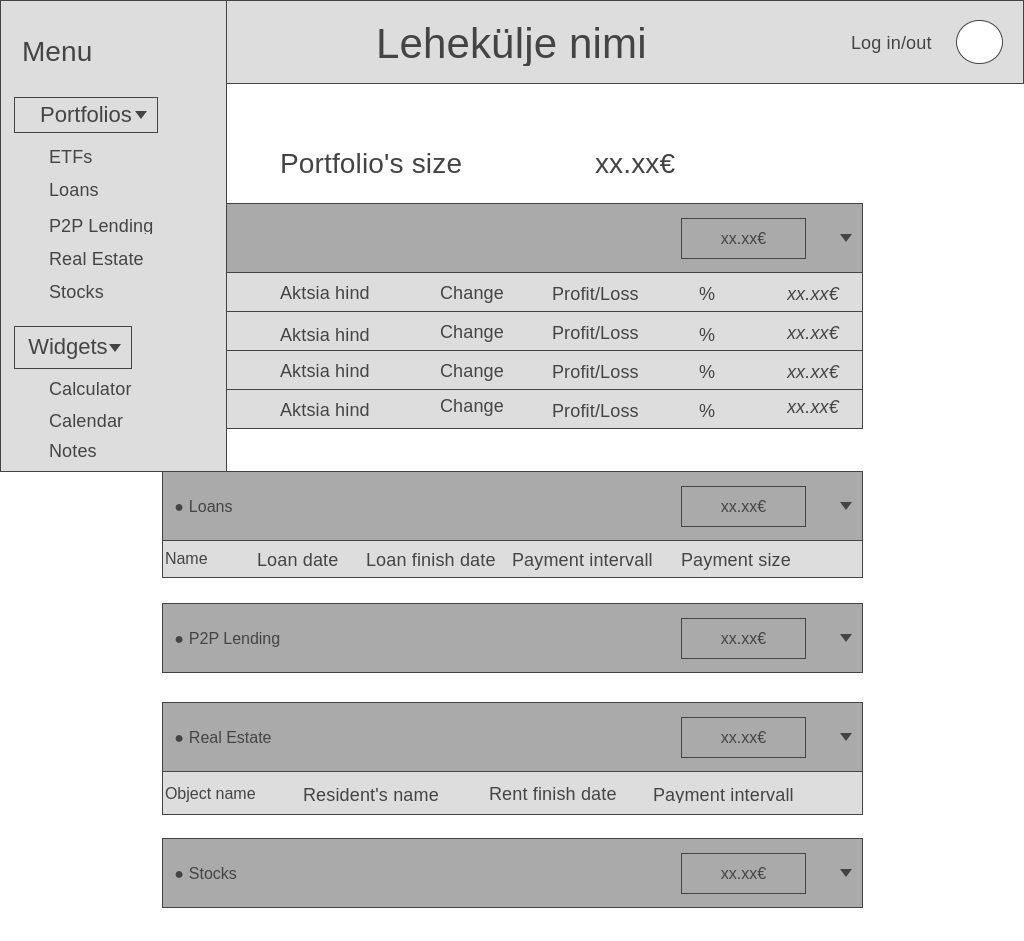 Menu
Lehekülje nimi
Log in/out
Portfolios
ETFs
Loans
P2P Lending
Real Estate
Stocks
Widgets
Calculator
Calendar
Notes
Portfolio's size xx.xx€
xx.xx€
Aktsia hind Change Profit/Loss % xx.xx€
Aktsia hind Change Profit/Loss % xx.xx€
Aktsia hind Change Profit/Loss % xx.xx€
Aktsia hind Change Profit/Loss % xx.xx€
● Loans xx.xx€
Name Loan date Loan finish date Payment intervall Payment size
● P2P Lending xx.xx€
● Real Estate xx.xx€
Object name Resident's name Rent finish date Payment intervall
● Stocks xx.xx€